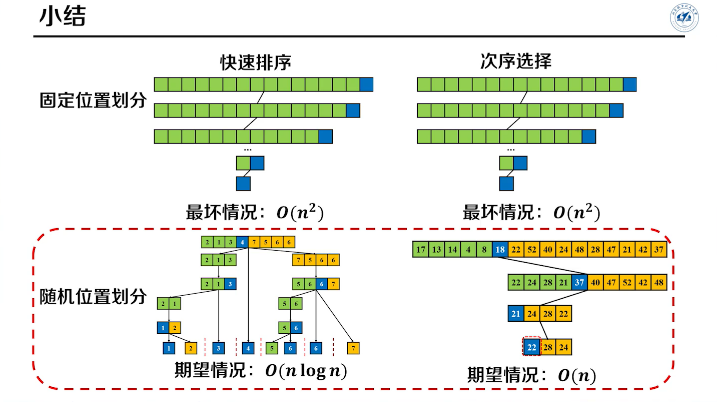 小结
快速排序
次序选择
固定位置划分
...
...
最坏情况：O(n²)
最坏情况：O(n²)
随机位置划分
2 1 3 4 7 5 6 6
2 1 3
7 5 6 6
2 1 3
5 6 6 7
2 1
5 6
1 2
5 6
1 2 3 4 5 6 6 7
期望情况：O(n log n)
17 13 14 4 8 18 22 52 40 24 48 28 47 21 42 37
22 24 28 21 37 40 47 52 42 48
21 24 28 22
22 28 24
期望情况：O(n)